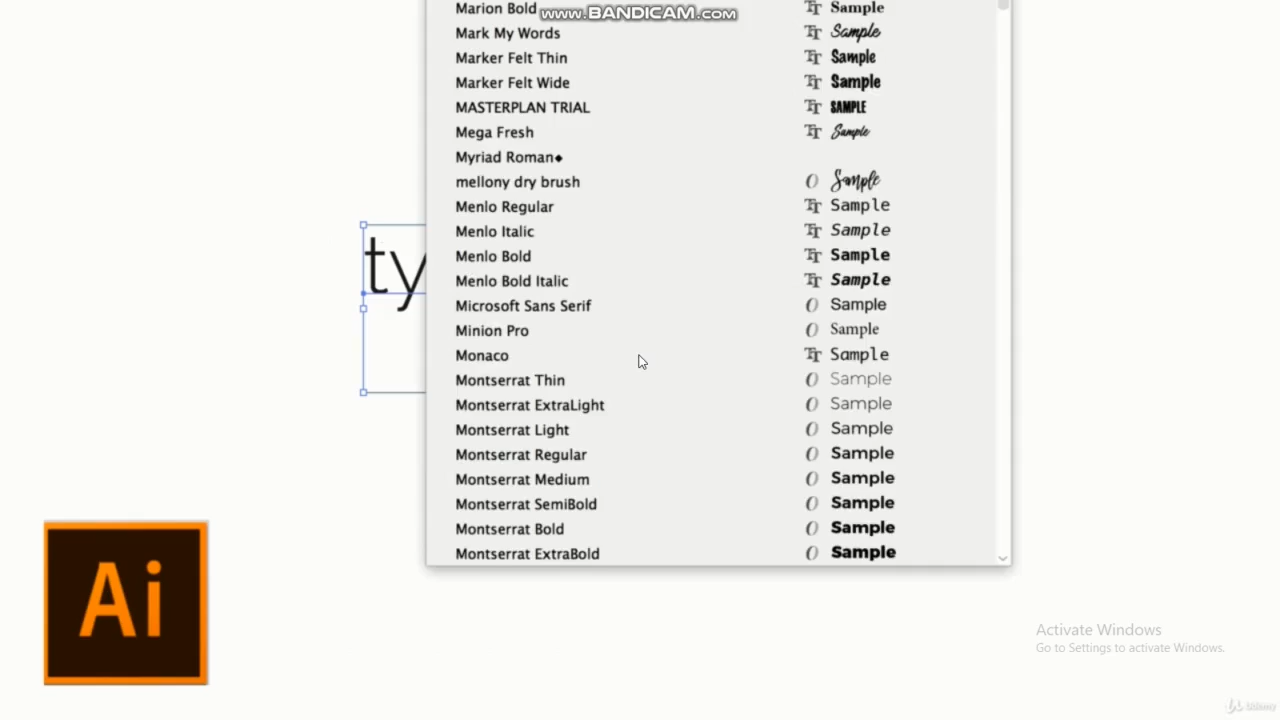 www.BANDICAM.com
Marion Bold Sample
Mark My Words Sample
Marker Felt Thin Sample
Marker Felt Wide Sample
MASTERPLAN TRIAL SAMPLE
Mega Fresh Sample
Myriad Roman◆
mellony dry brush Sample
Menlo Regular Sample
Menlo Italic Sample
Menlo Bold Sample
Menlo Bold Italic Sample
Microsoft Sans Serif Sample
Minion Pro Sample
Monaco Sample
Montserrat Thin Sample
Montserrat ExtraLight Sample
Montserrat Light Sample
Montserrat Regular Sample
Montserrat Medium Sample
Montserrat SemiBold Sample
Montserrat Bold Sample
Montserrat ExtraBold Sample
ty
Ai
Activate Windows
Go to Settings to activate Windows.
Udemy